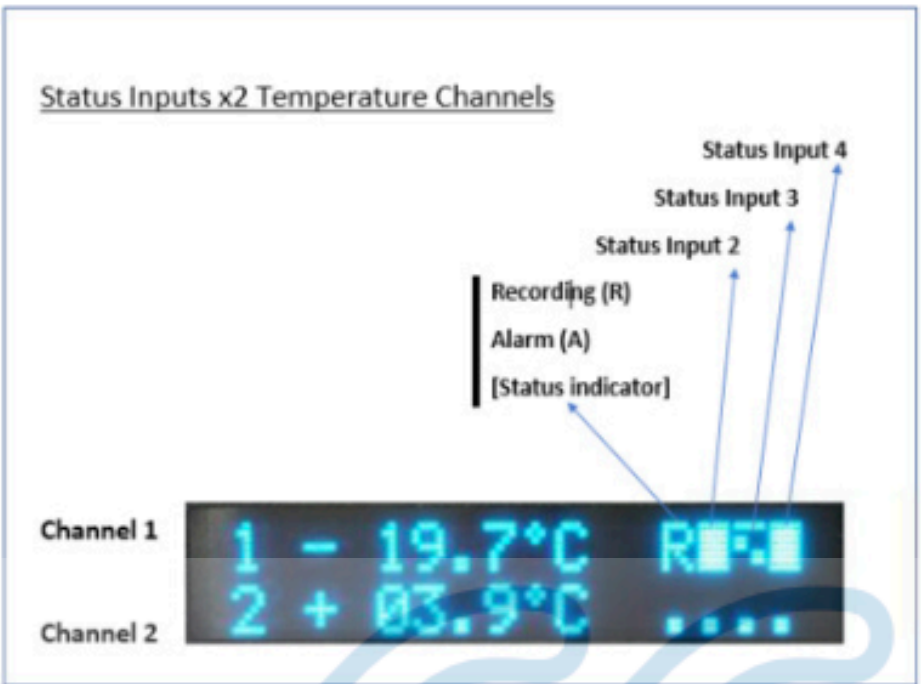 Status Inputs x2 Temperature Channels
Status Input 4
Status Input 3
Status Input 2
Recording (R)
Alarm (A)
[Status indicator]
Channel 1
1 - 19.7°C R
Channel 2
2 + 03.9°C ....